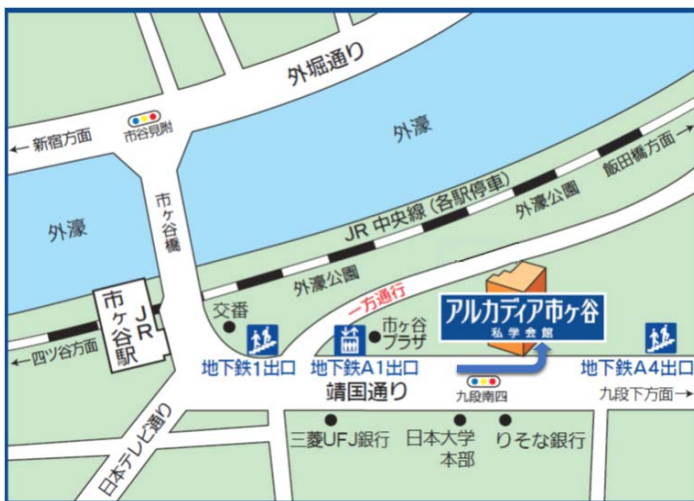 外堀通り
市谷見附
← 新宿方面
外濠
飯田橋方面 →
JR 中央線 (各駅停車)
外濠公園
市ヶ谷橋
外濠
外濠公園
一方通行
JR
市ヶ谷駅
交番
市ヶ谷
プラザ
アルカディア市ヶ谷
私学会館
← 四ツ谷方面
地下鉄1出口
地下鉄A1出口
地下鉄A4出口
靖国通り
九段南四
九段下方面→
三菱UFJ銀行
日本大学
本部
りそな銀行
日本テレビ通り